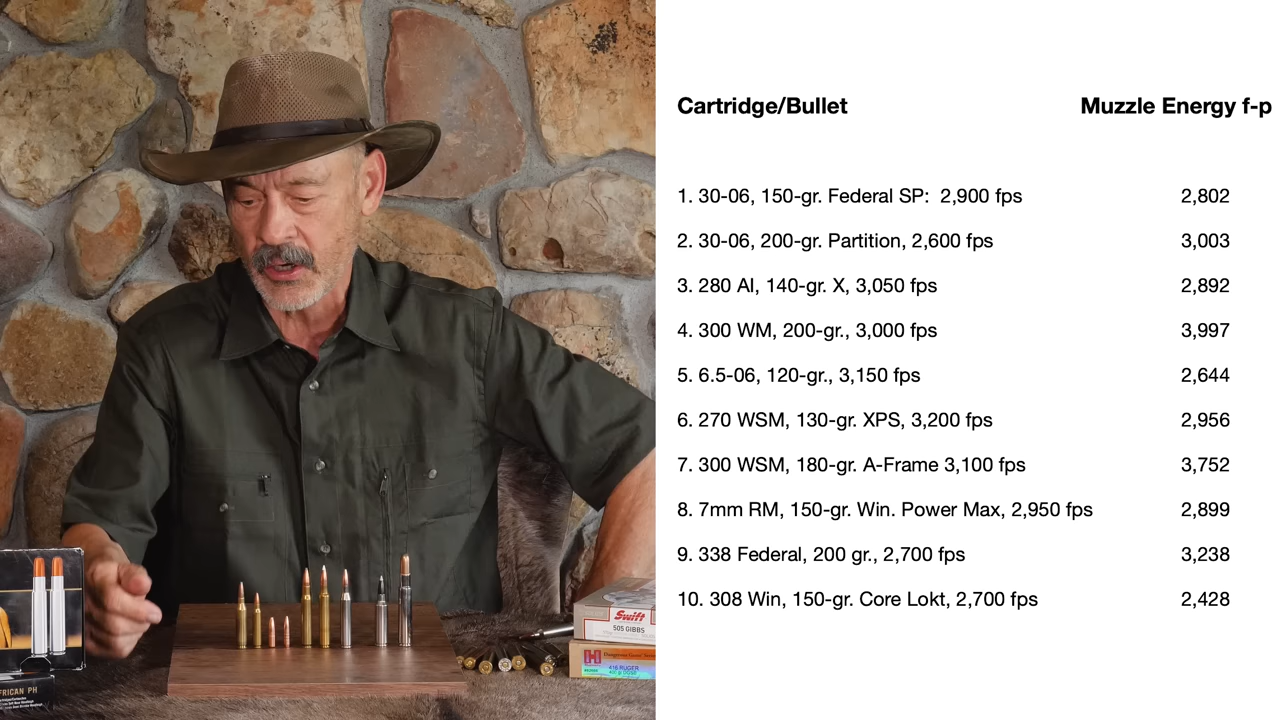 Cartridge/Bullet Muzzle Energy f-p
1. 30-06, 150-gr. Federal SP: 2,900 fps 2,802
2. 30-06, 200-gr. Partition, 2,600 fps 3,003
3. 280 AI, 140-gr. X, 3,050 fps 2,892
4. 300 WM, 200-gr., 3,000 fps 3,997
5. 6.5-06, 120-gr., 3,150 fps 2,644
6. 270 WSM, 130-gr. XPS, 3,200 fps 2,956
7. 300 WSM, 180-gr. A-Frame 3,100 fps 3,752
8. 7mm RM, 150-gr. Win. Power Max, 2,950 fps 2,899
9. 338 Federal, 200 gr., 2,700 fps 3,238
10. 308 Win, 150-gr. Core Lokt, 2,700 fps 2,428
Swift
505 GIBBS
H
416 RUGER
FRICAN PH